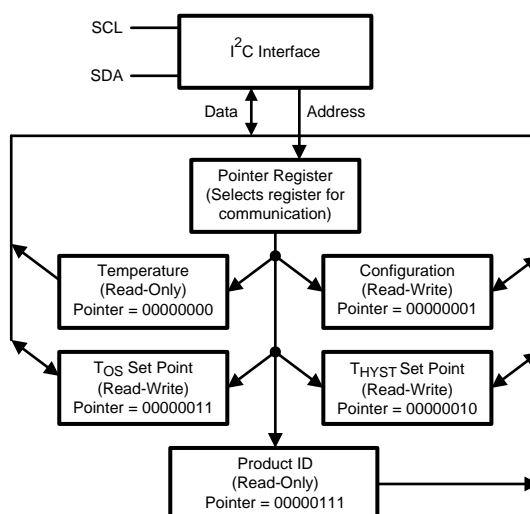 SCL
I²C Interface
SDA
Data
Address
Pointer Register
(Selects register for
communication)
Temperature
(Read-Only)
Pointer = 00000000
Configuration
(Read-Write)
Pointer = 00000001
TOS Set Point
(Read-Write)
Pointer = 00000011
THYST Set Point
(Read-Write)
Pointer = 00000010
Product ID
(Read-Only)
Pointer = 00000111